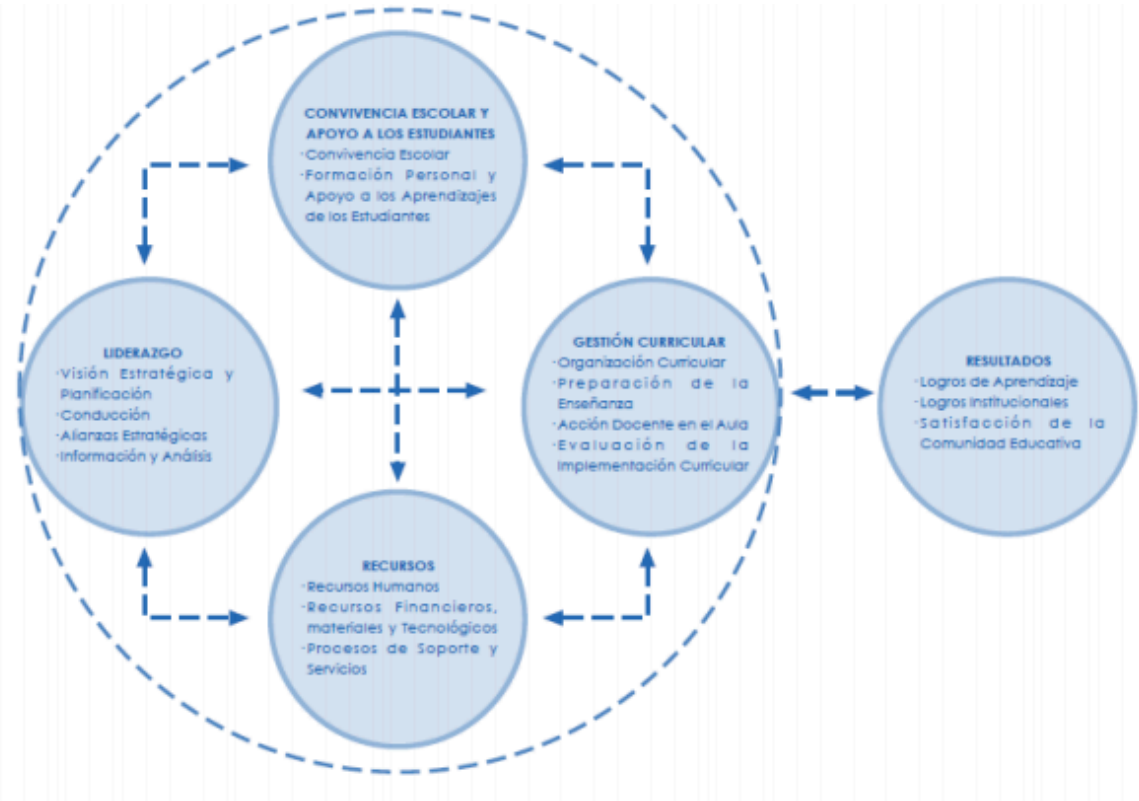 CONVIVENCIA ESCOLAR Y
APOYO A LOS ESTUDIANTES
·Convivencia Escolar
·Formación Personal y
Apoyo a los Aprendizajes
de los Estudiantes
LIDERAZGO
·Visión Estratégica y
Planificación
·Conducción
·Alianzas Estratégicas
·Información y Análisis
GESTIÓN CURRICULAR
·Organización Curricular
·Preparación de la
Enseñanza
·Acción Docente en el Aula
·Evaluación de la
Implementación Curricular
RESULTADOS
·Logros de Aprendizaje
·Logros Institucionales
·Satisfacción de la
Comunidad Educativa
RECURSOS
·Recursos Humanos
·Recursos Financieros,
materiales y Tecnológicos
·Procesos de Soporte y
Servicios